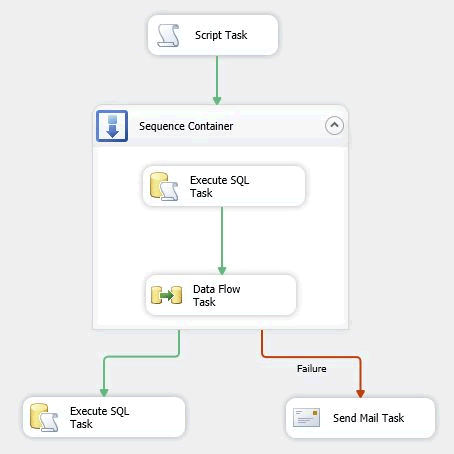 Script Task
Sequence Container
Execute SQL
Task
Data Flow
Task
Failure
Execute SQL
Task
Send Mail Task